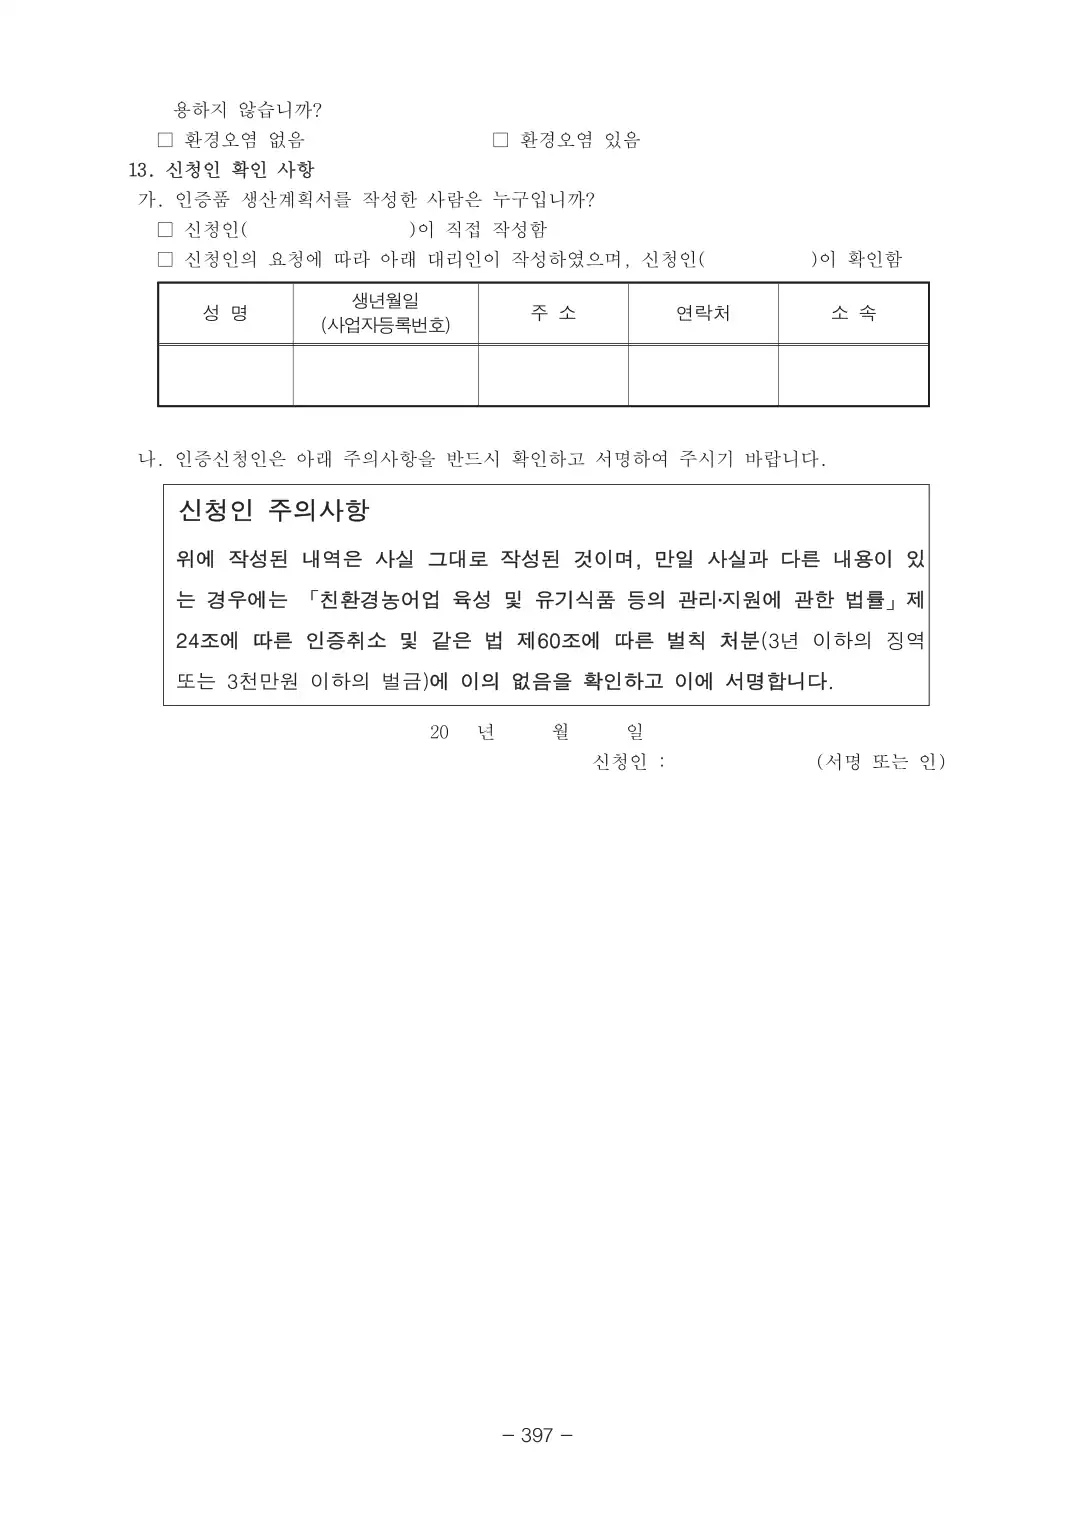 용하지 않습니까?
□ 환경오염 없음 □ 환경오염 있음
13. 신청인 확인 사항
가. 인증품 생산계획서를 작성한 사람은 누구입니까?
□ 신청인( )이 직접 작성함
□ 신청인의 요청에 따라 아래 대리인이 작성하였으며, 신청인( )이 확인함
성 명 생년월일 (사업자등록번호) 주 소 연락처 소 속
나. 인증신청인은 아래 주의사항을 반드시 확인하고 서명하여 주시기 바랍니다.
신청인 주의사항
위에 작성된 내역은 사실 그대로 작성된 것이며, 만일 사실과 다른 내용이 있
는 경우에는 「친환경농어업 육성 및 유기식품 등의 관리·지원에 관한 법률」제
24조에 따른 인증취소 및 같은 법 제60조에 따른 벌칙 처분(3년 이하의 징역
또는 3천만원 이하의 벌금)에 이의 없음을 확인하고 이에 서명합니다.
20 년 월 일
신청인 : (서명 또는 인)
- 397 -